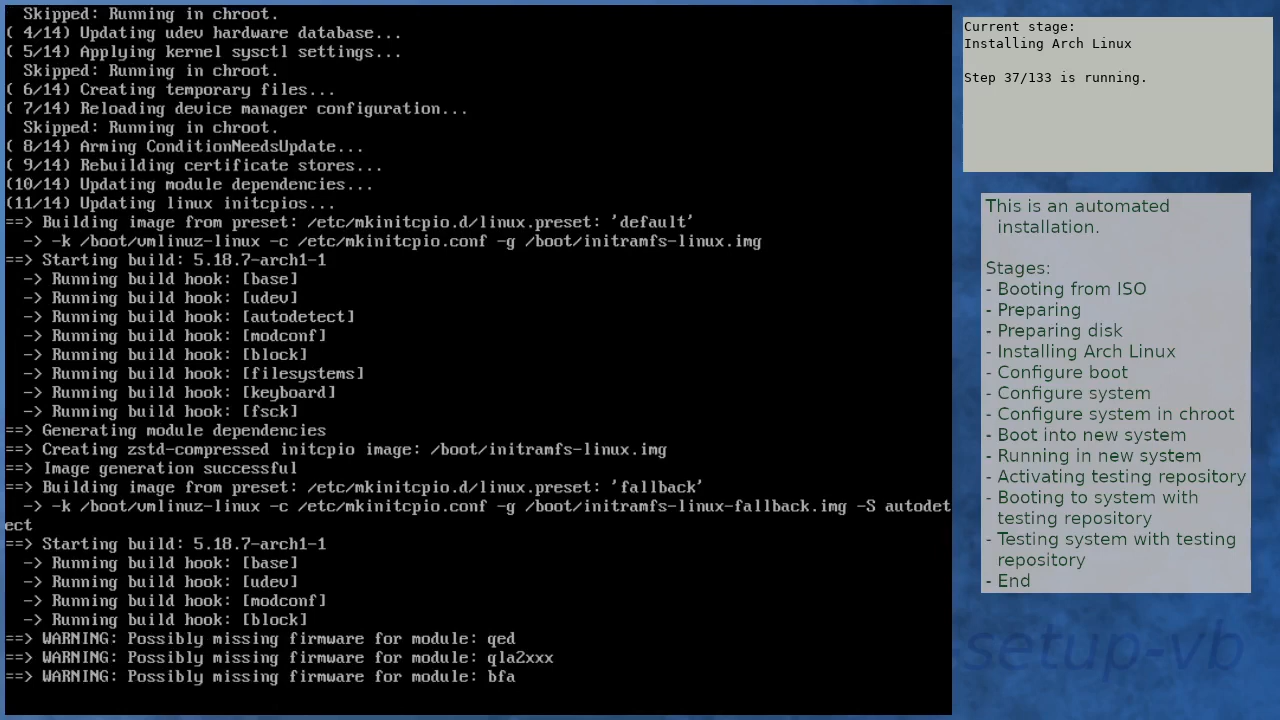 Skipped: Running in chroot.
( 4/14) Updating udev hardware database...
( 5/14) Applying kernel sysctl settings...
  Skipped: Running in chroot.
( 6/14) Creating temporary files...
( 7/14) Reloading device manager configuration...
  Skipped: Running in chroot.
( 8/14) Arming ConditionNeedsUpdate...
( 9/14) Rebuilding certificate stores...
(10/14) Updating module dependencies...
(11/14) Updating linux initcpios...
==> Building image from preset: /etc/mkinitcpio.d/linux.preset: 'default'
  -> -k /boot/vmlinuz-linux -c /etc/mkinitcpio.conf -g /boot/initramfs-linux.img
==> Starting build: 5.18.7-arch1-1
  -> Running build hook: [base]
  -> Running build hook: [udev]
  -> Running build hook: [autodetect]
  -> Running build hook: [modconf]
  -> Running build hook: [block]
  -> Running build hook: [filesystems]
  -> Running build hook: [keyboard]
  -> Running build hook: [fsck]
==> Generating module dependencies
==> Creating zstd-compressed initcpio image: /boot/initramfs-linux.img
==> Image generation successful
==> Building image from preset: /etc/mkinitcpio.d/linux.preset: 'fallback'
  -> -k /boot/vmlinuz-linux -c /etc/mkinitcpio.conf -g /boot/initramfs-linux-fallback.img -S autodet
ect
==> Starting build: 5.18.7-arch1-1
  -> Running build hook: [base]
  -> Running build hook: [udev]
  -> Running build hook: [modconf]
  -> Running build hook: [block]
==> WARNING: Possibly missing firmware for module: qed
==> WARNING: Possibly missing firmware for module: qla2xxx
==> WARNING: Possibly missing firmware for module: bfa
Current stage:
Installing Arch Linux
Step 37/133 is running.
This is an automated
installation.
Stages:
- Booting from ISO
- Preparing
- Preparing disk
- Installing Arch Linux
- Configure boot
- Configure system
- Configure system in chroot
- Boot into new system
- Running in new system
- Activating testing repository
- Booting to system with
testing repository
- Testing system with testing
repository
- End
setup-vb